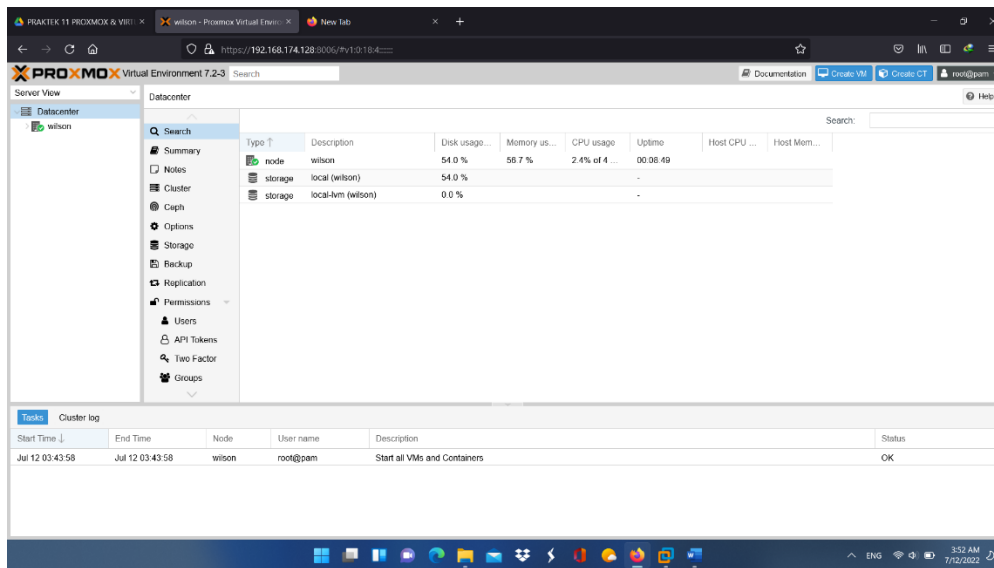 PRAKTEK 11 PROXMOX & VIRT
wilson - Proxmox Virtual Enviro
New Tab
https://192.168.174.128:8006/#v1:0:18:4::::::
PROXMOX Virtual Environment 7.2-3 Search
Documentation Create VM Create CT root@pam
Server View
Datacenter
wilson
Datacenter
Help
Search
Summary
Notes
Cluster
Ceph
Options
Storage
Backup
Replication
Permissions
Users
API Tokens
Two Factor
Groups
Search:
Type Description Disk usage... Memory us... CPU usage Uptime Host CPU ... Host Mem...
node wilson 54.0 % 56.7 % 2.4% of 4 ... 00:08:49
storage local (wilson) 54.0 % -
storage local-lvm (wilson) 0.0 % -
Tasks Cluster log
Start Time End Time Node User name Description Status
Jul 12 03:43:58 Jul 12 03:43:58 wilson root@pam Start all VMs and Containers OK
ENG 3:52 AM
7/12/2022